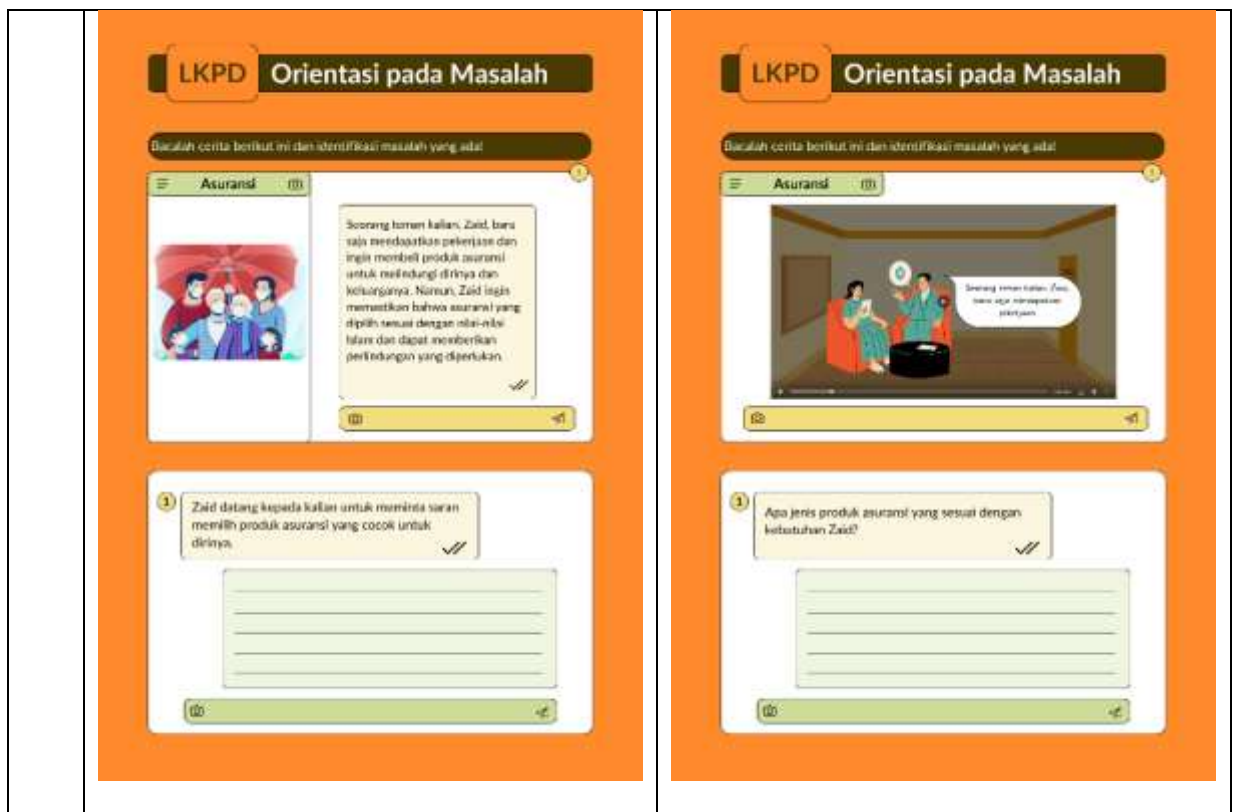 LKPD Orientasi pada Masalah
Bacalah cerita berikut ini dan identifikasi masalah yang ada!
Asuransi
1
Seorang teman kalian, Zaid, baru
saja mendapatkan pekerjaan dan
ingin membeli produk asuransi
untuk melindungi dirinya dan
keluarganya. Namun, Zaid ingin
memastikan bahwa asuransi yang
dipilih sesuai dengan nilai-nilai
Islam dan dapat memberikan
perlindungan yang diperlukan.
1
Zaid datang kepada kalian untuk meminta saran
memilih produk asuransi yang cocok untuk
dirinya.
LKPD Orientasi pada Masalah
Bacalah cerita berikut ini dan identifikasi masalah yang ada!
Asuransi
1
Seorang teman kalian, Zaid,
baru saja mendapatkan
pekerjaan
1
Apa jenis produk asuransi yang sesuai dengan
kebutuhan Zaid?